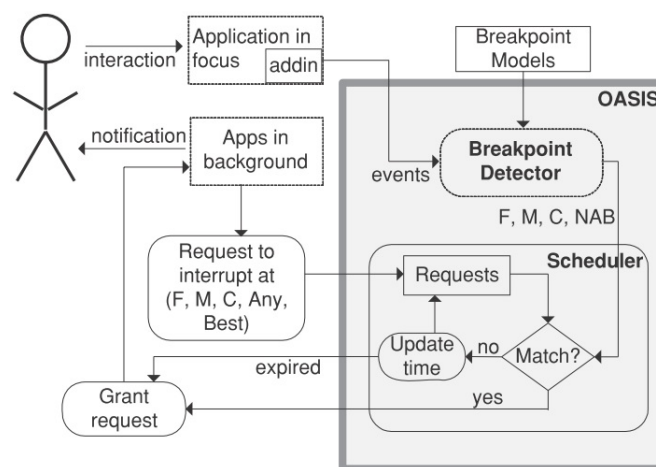 Application in
focus
addin
interaction
Breakpoint
Models
OASIS
notification
Apps in
background
events
Breakpoint
Detector
F, M, C, NAB
Request to
interrupt at
(F, M, C, Any,
Best)
Scheduler
Requests
Update
time
no
Match?
expired
yes
Grant
request